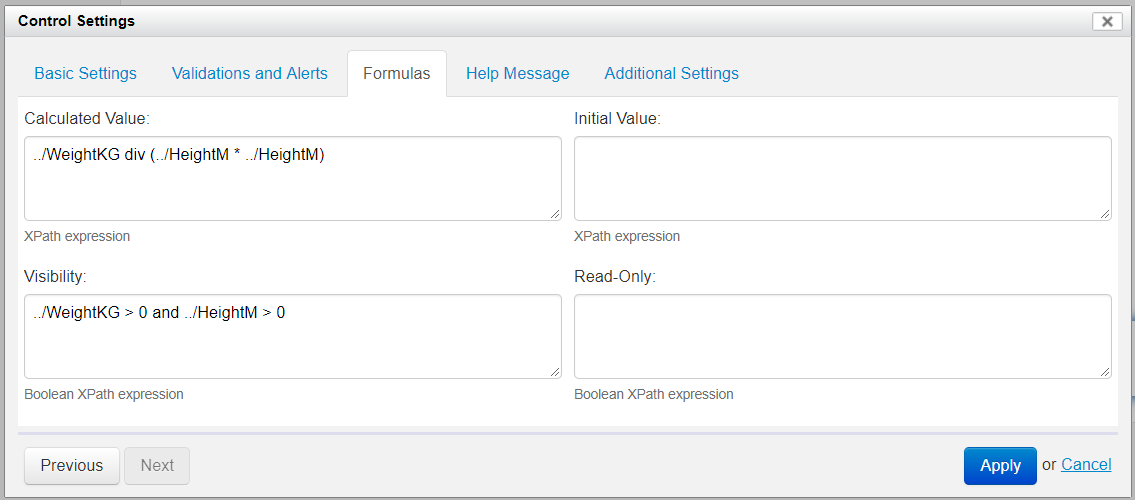 Control Settings
Basic Settings Validations and Alerts Formulas Help Message Additional Settings
Calculated Value: Initial Value:
../WeightKG div (../HeightM * ../HeightM)
XPath expression XPath expression
Visibility: Read-Only:
../WeightKG > 0 and ../HeightM > 0
Boolean XPath expression Boolean XPath expression
Previous Next Apply or Cancel